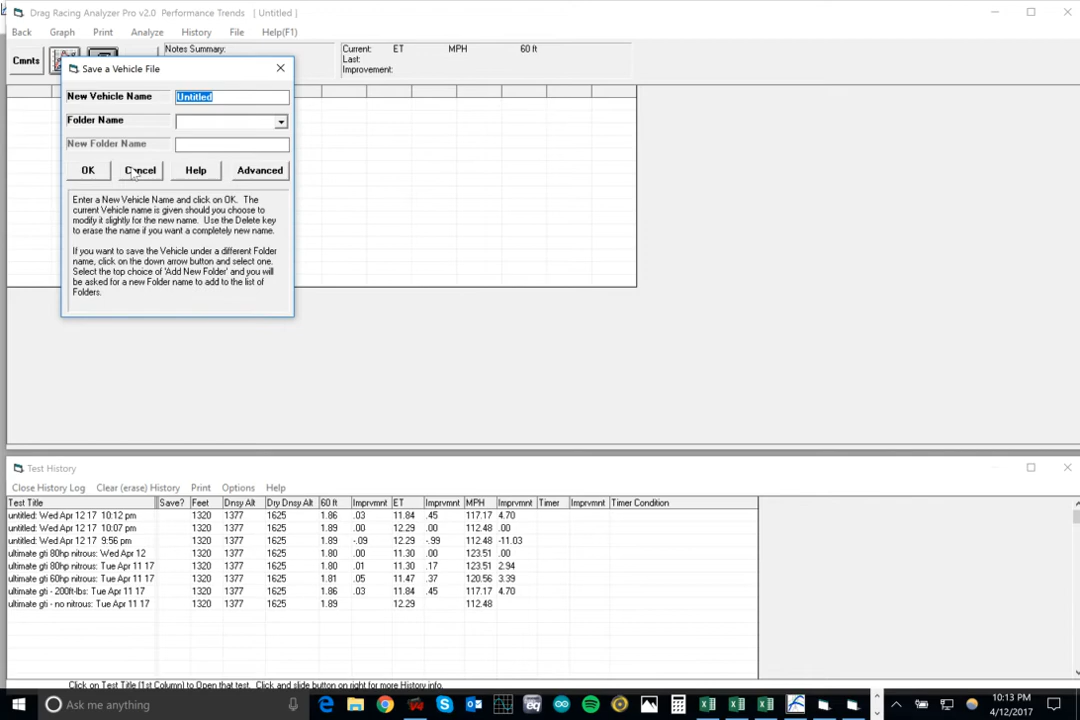 Drag Racing Analyzer Pro v2.0 Performance Trends [ Untitled ]
Back Graph Print Analyze History File Help(F1)
Cmnts
Notes Summary:
Current: ET MPH 60 ft
Last:
Improvement:
Save a Vehicle File
New Vehicle Name Untitled
Folder Name
New Folder Name
OK Cancel Help Advanced
Enter a New Vehicle Name and click on OK. The
current Vehicle name is given should you choose to
modify it slightly for the new name. Use the Delete key
to erase the name if you want a completely new name.
If you want to save the Vehicle under a different Folder
name, click on the down arrow button and select one.
Select the top choice of 'Add New Folder' and you will
be asked for a new Folder name to add to the list of
Folders.
Test History
Close History Log Clear (erase) History Print Options Help
Test Title Save? Feet Dnsy Alt Dry Dnsy Alt 60 ft Imprvmnt ET Imprvmnt MPH Imprvmnt Timer Imprvmnt Timer Condition
untitled: Wed Apr 12 17 10:12 pm 1320 1377 1625 1.86 .03 11.84 .45 117.17 4.70
untitled: Wed Apr 12 17 10:07 pm 1320 1377 1625 1.89 .00 12.29 .00 112.48 .00
untitled: Wed Apr 12 17 9:56 pm 1320 1377 1625 1.89 -.09 12.29 -.99 112.48 -11.03
ultimate gti 80hp nitrous: Wed Apr 12 1320 1377 1625 1.80 .00 11.30 .00 123.51 .00
ultimate gti 80hp nitrous: Tue Apr 11 17 1320 1377 1625 1.80 .01 11.30 .17 123.51 2.94
ultimate gti 60hp nitrous: Tue Apr 11 17 1320 1377 1625 1.81 .05 11.47 .37 120.56 3.39
ultimate gti - 200ft-lbs: Tue Apr 11 17 1320 1377 1625 1.86 .03 11.84 .45 117.17 4.70
ultimate gti - no nitrous: Tue Apr 11 17 1320 1377 1625 1.89 12.29 112.48
Click on Test Title (1st Column) to Open that test. Click and slide button on right for more History info.
Ask me anything
eq
10:13 PM
4/12/2017